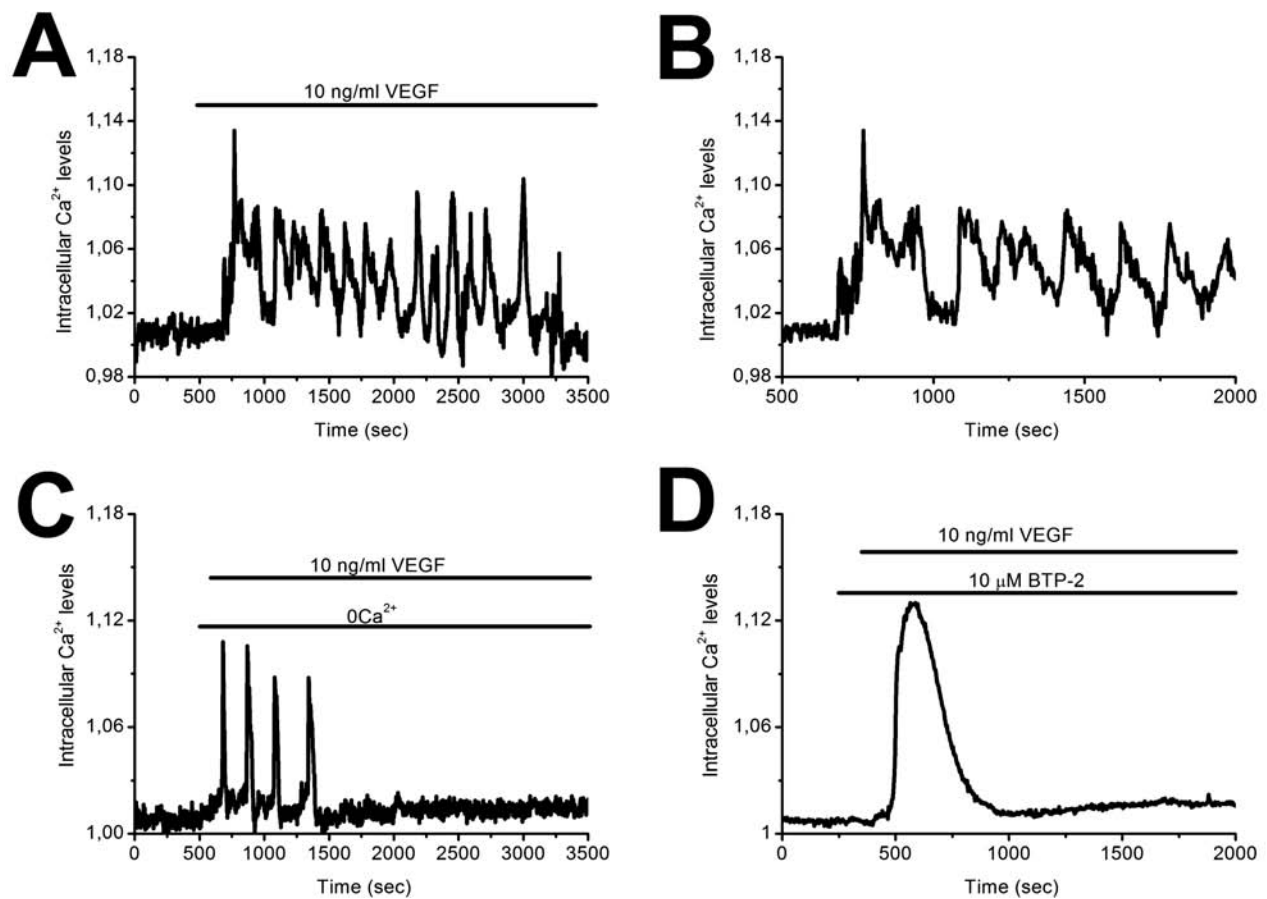 A
1,18
1,14
1,10
1,06
1,02
0,98
Intracellular Ca²⁺ levels
10 ng/ml VEGF
0 500 1000 1500 2000 2500 3000 3500
Time (sec)
B
1,18
1,14
1,10
1,06
1,02
0,98
Intracellular Ca²⁺ levels
500 1000 1500 2000
Time (sec)
C
1,18
1,12
1,06
1,00
Intracellular Ca²⁺ levels
10 ng/ml VEGF
0Ca²⁺
0 500 1000 1500 2000 2500 3000 3500
Time (sec)
D
1,18
1,12
1,06
1
Intracellular Ca²⁺ levels
10 ng/ml VEGF
10 μM BTP-2
0 500 1000 1500 2000
Time (sec)